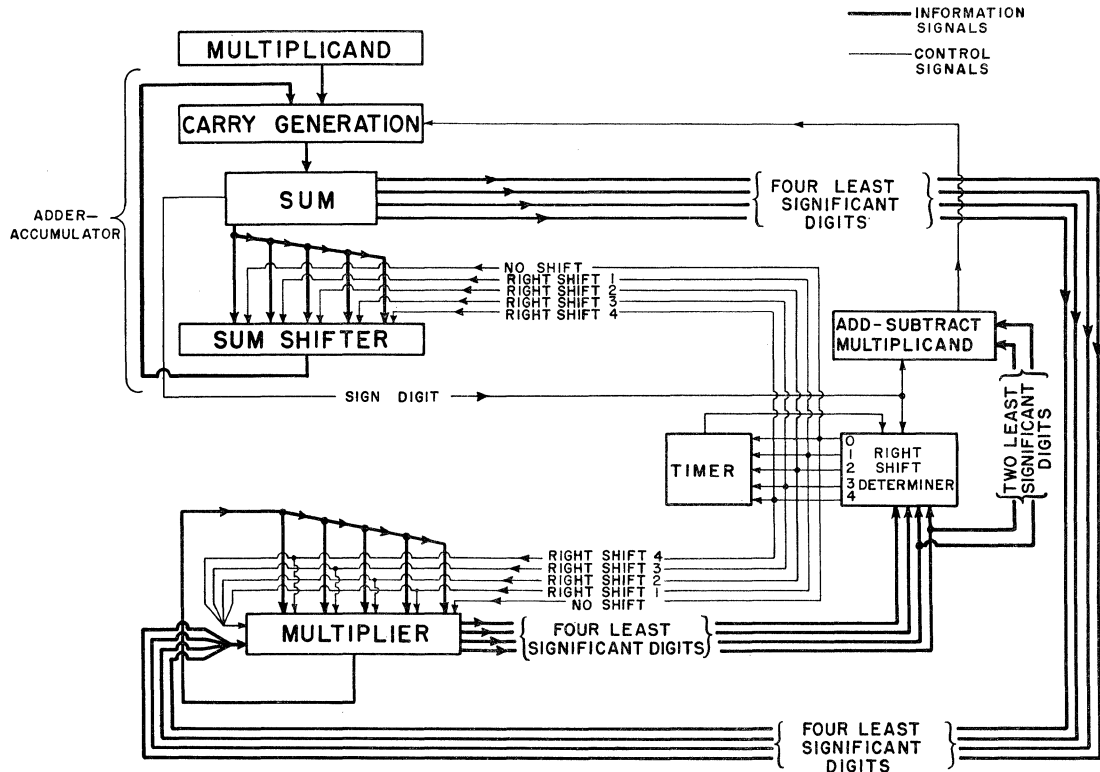 INFORMATION
SIGNALS
CONTROL
SIGNALS
MULTIPLICAND
CARRY GENERATION
SUM
FOUR LEAST
SIGNIFICANT
DIGITS
ADDER-
ACCUMULATOR
NO SHIFT
RIGHT SHIFT 1
RIGHT SHIFT 2
RIGHT SHIFT 3
RIGHT SHIFT 4
SUM SHIFTER
ADD-SUBTRACT
MULTIPLICAND
SIGN DIGIT
TWO LEAST
SIGNIFICANT
DIGITS
TIMER
0
1 RIGHT
2 SHIFT
3 DETERMINER
4
RIGHT SHIFT 4
RIGHT SHIFT 3
RIGHT SHIFT 2
RIGHT SHIFT 1
NO SHIFT
MULTIPLIER
FOUR LEAST
SIGNIFICANT DIGITS
FOUR LEAST
SIGNIFICANT
DIGITS